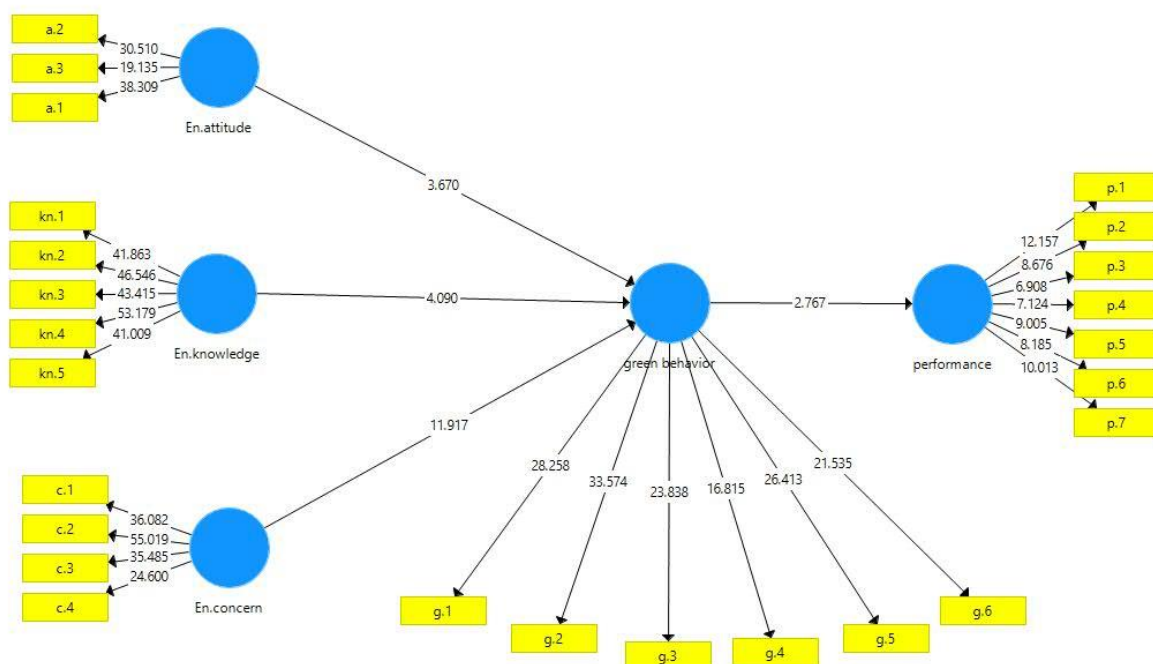 a.2
30.510
a.3
19.135
a.1
38.309
En.attitude
3.670
kn.1
41.863
kn.2
46.546
kn.3
43.415
kn.4
53.179
kn.5
41.009
En.knowledge
4.090
c.1
36.082
c.2
55.019
c.3
35.485
c.4
24.600
En.concern
11.917
green behavior
2.767
28.258
33.574
23.838
16.815
26.413
21.535
g.1
g.2
g.3
g.4
g.5
g.6
performance
p.1
12.157
p.2
8.676
p.3
6.908
p.4
7.124
p.5
9.005
p.6
8.185
p.7
10.013